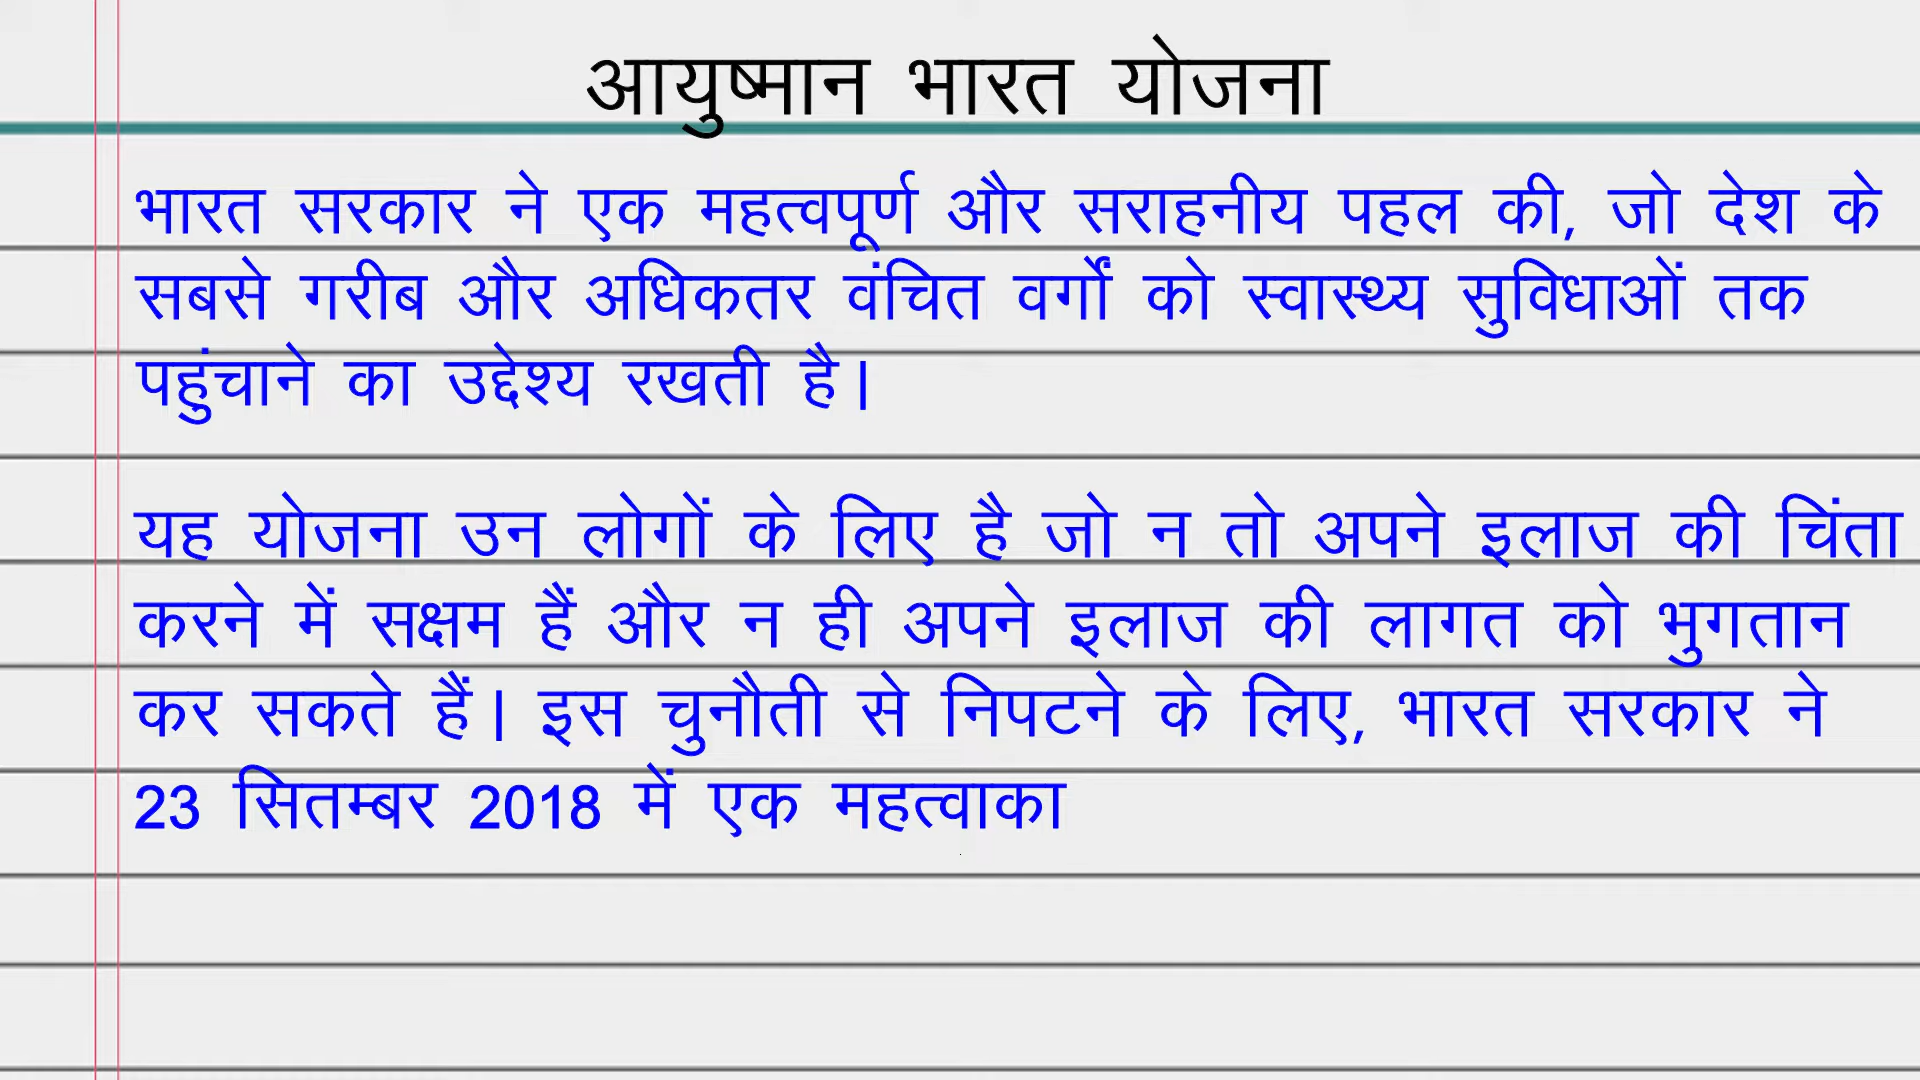 आयुष्मान भारत योजना
भारत सरकार ने एक महत्वपूर्ण और सराहनीय पहल की, जो देश के
सबसे गरीब और अधिकतर वंचित वर्गों को स्वास्थ्य सुविधाओं तक
पहुंचाने का उद्देश्य रखती है।
यह योजना उन लोगों के लिए है जो न तो अपने इलाज की चिंता
करने में सक्षम हैं और न ही अपने इलाज की लागत को भुगतान
कर सकते हैं। इस चुनौती से निपटने के लिए, भारत सरकार ने
23 सितम्बर 2018 में एक महत्वाका